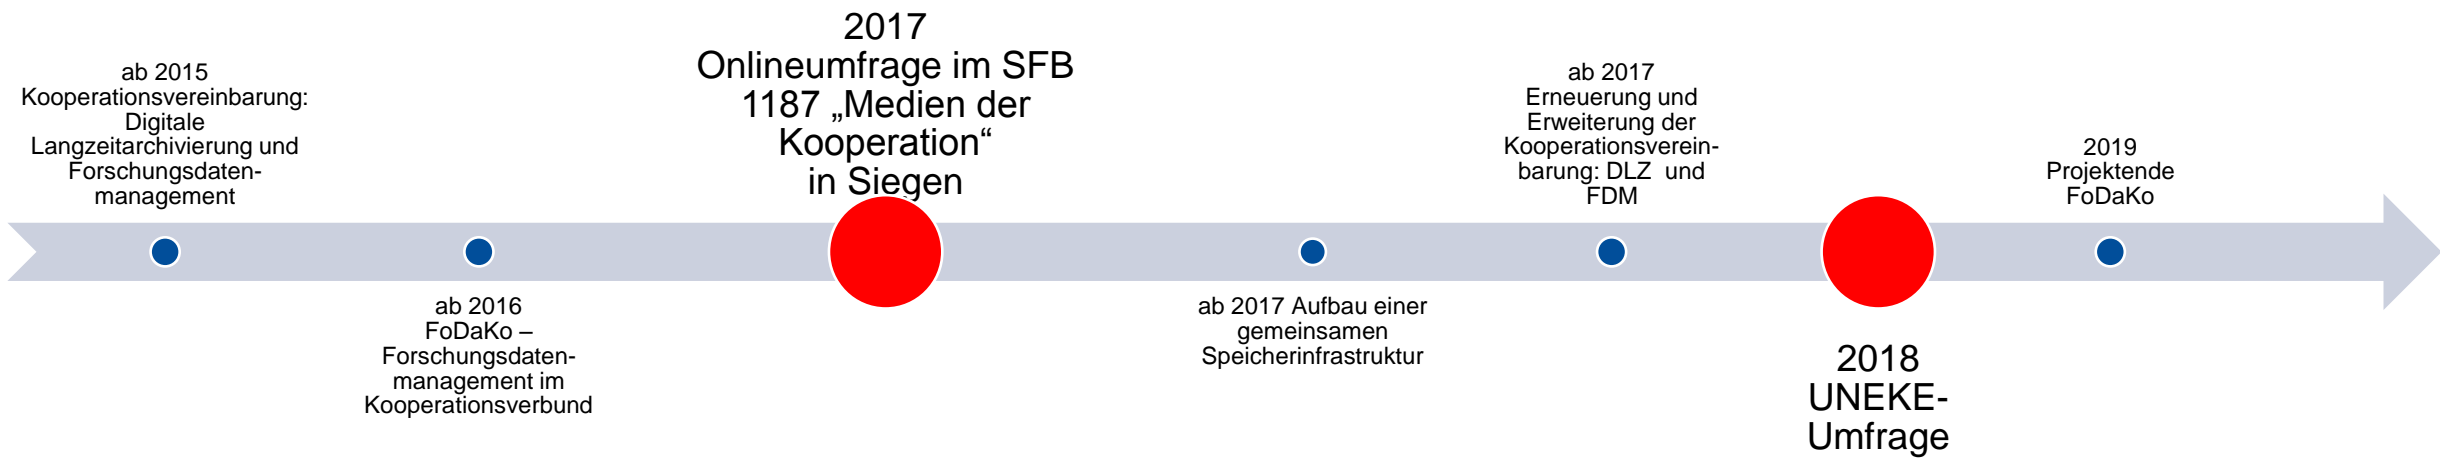 ab 2015
Kooperationsvereinbarung:
Digitale
Langzeitarchivierung und
Forschungsdaten-
management
ab 2016
FoDaKo –
Forschungsdaten-
management im
Kooperationsverbund
2017
Onlineumfrage im SFB
1187 „Medien der
Kooperation“
in Siegen
ab 2017 Aufbau einer
gemeinsamen
Speicherinfrastruktur
ab 2017
Erneuerung und
Erweiterung der
Kooperationsverein-
barung: DLZ und
FDM
2018
UNEKE-
Umfrage
2019
Projektende
FoDaKo